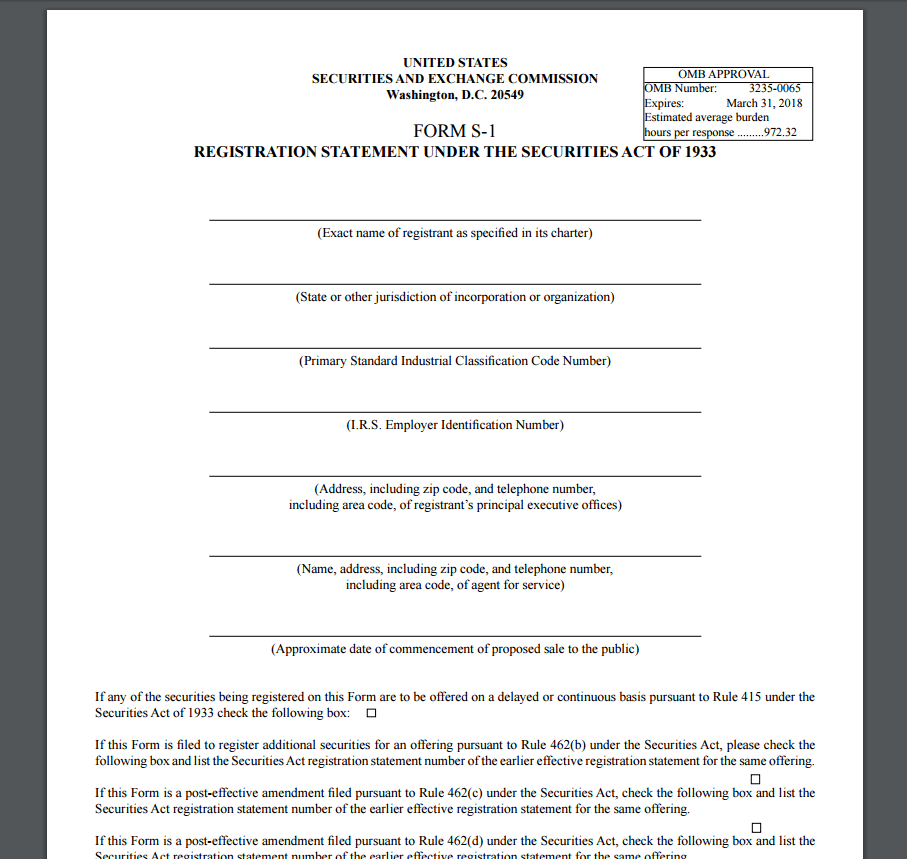 UNITED STATES
SECURITIES AND EXCHANGE COMMISSION
Washington, D.C. 20549
OMB APPROVAL
OMB Number: 3235-0065
Expires: March 31, 2018
Estimated average burden
hours per response .........972.32
FORM S-1
REGISTRATION STATEMENT UNDER THE SECURITIES ACT OF 1933
(Exact name of registrant as specified in its charter)
(State or other jurisdiction of incorporation or organization)
(Primary Standard Industrial Classification Code Number)
(I.R.S. Employer Identification Number)
(Address, including zip code, and telephone number,
including area code, of registrant’s principal executive offices)
(Name, address, including zip code, and telephone number,
including area code, of agent for service)
(Approximate date of commencement of proposed sale to the public)
If any of the securities being registered on this Form are to be offered on a delayed or continuous basis pursuant to Rule 415 under the
Securities Act of 1933 check the following box: ☐
If this Form is filed to register additional securities for an offering pursuant to Rule 462(b) under the Securities Act, please check the
following box and list the Securities Act registration statement number of the earlier effective registration statement for the same offering.
☐
If this Form is a post-effective amendment filed pursuant to Rule 462(c) under the Securities Act, check the following box and list the
Securities Act registration statement number of the earlier effective registration statement for the same offering.
☐
If this Form is a post-effective amendment filed pursuant to Rule 462(d) under the Securities Act, check the following box and list the
Securities Act registration statement number of the earlier effective registration statement for the same offering.